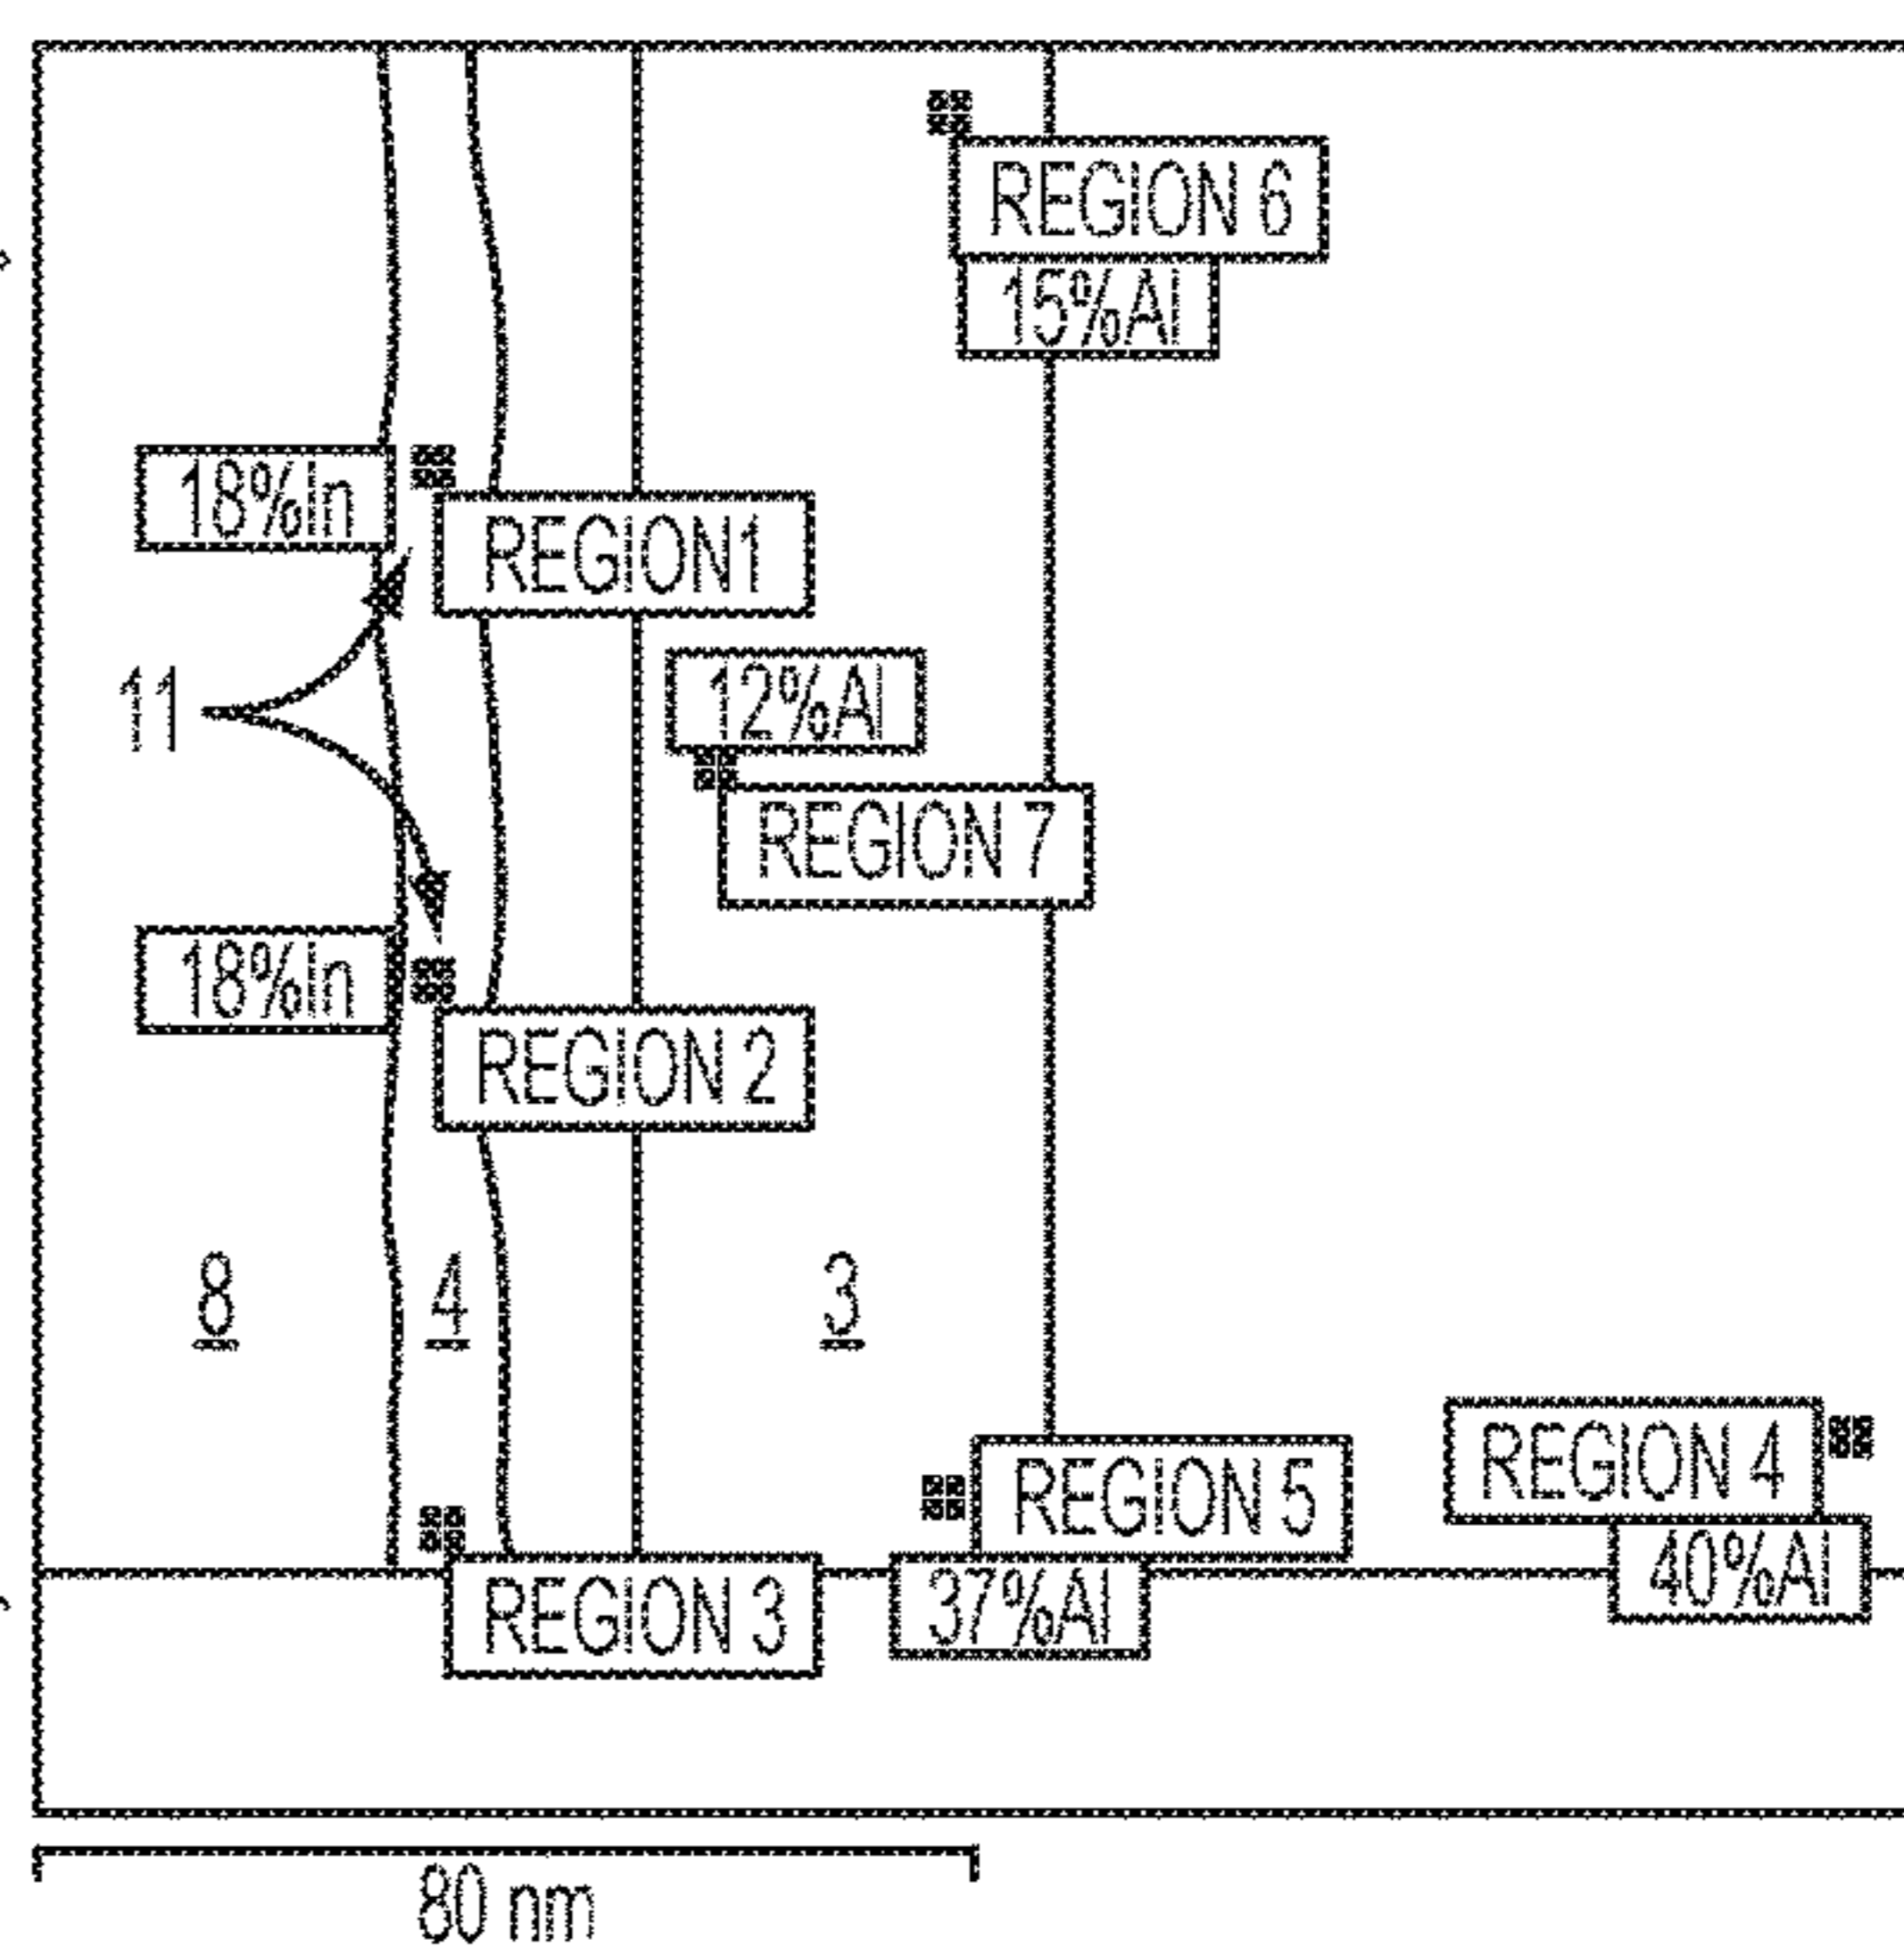 REGION 6
15%Al
18%In
REGION1
11
12%Al
REGION 7
18%In
REGION 2
8
4
3
REGION 4
REGION 5
40%Al
REGION 3
37%Al
80 nm